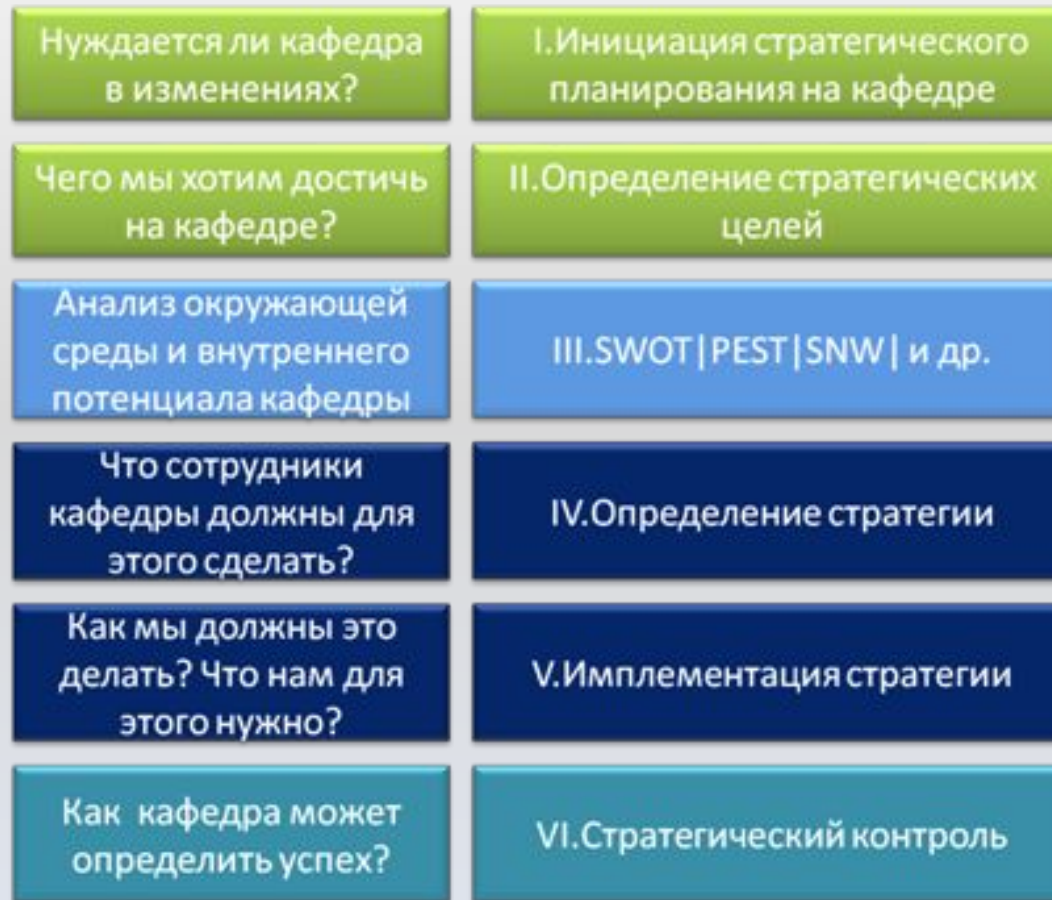 Нуждается ли кафедра
в изменениях?
I.Инициация стратегического
планирования на кафедре
Чего мы хотим достичь
на кафедре?
II.Определение стратегических
целей
Анализ окружающей
среды и внутреннего
потенциала кафедры
III.SWOT|PEST|SNW| и др.
Что сотрудники
кафедры должны для
этого сделать?
IV.Определение стратегии
Как мы должны это
делать? Что нам для
этого нужно?
V.Имплементация стратегии
Как кафедра может
определить успех?
VI.Стратегический контроль